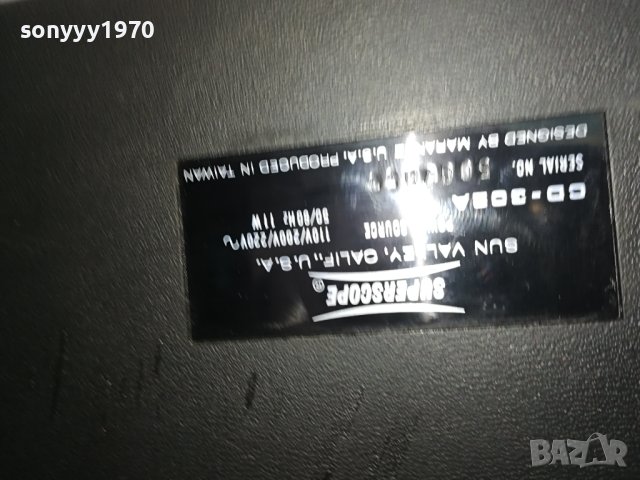 sonyyy1970
SUPERSCOPE
SUN VALLEY, CALIF., U.S.A.
110V/200V/220V~
50/60Hz 11W
CD-302A
SERIAL NO.
DESIGNED BY U.S.A. PRODUCED IN TAIWAN
BAZAR